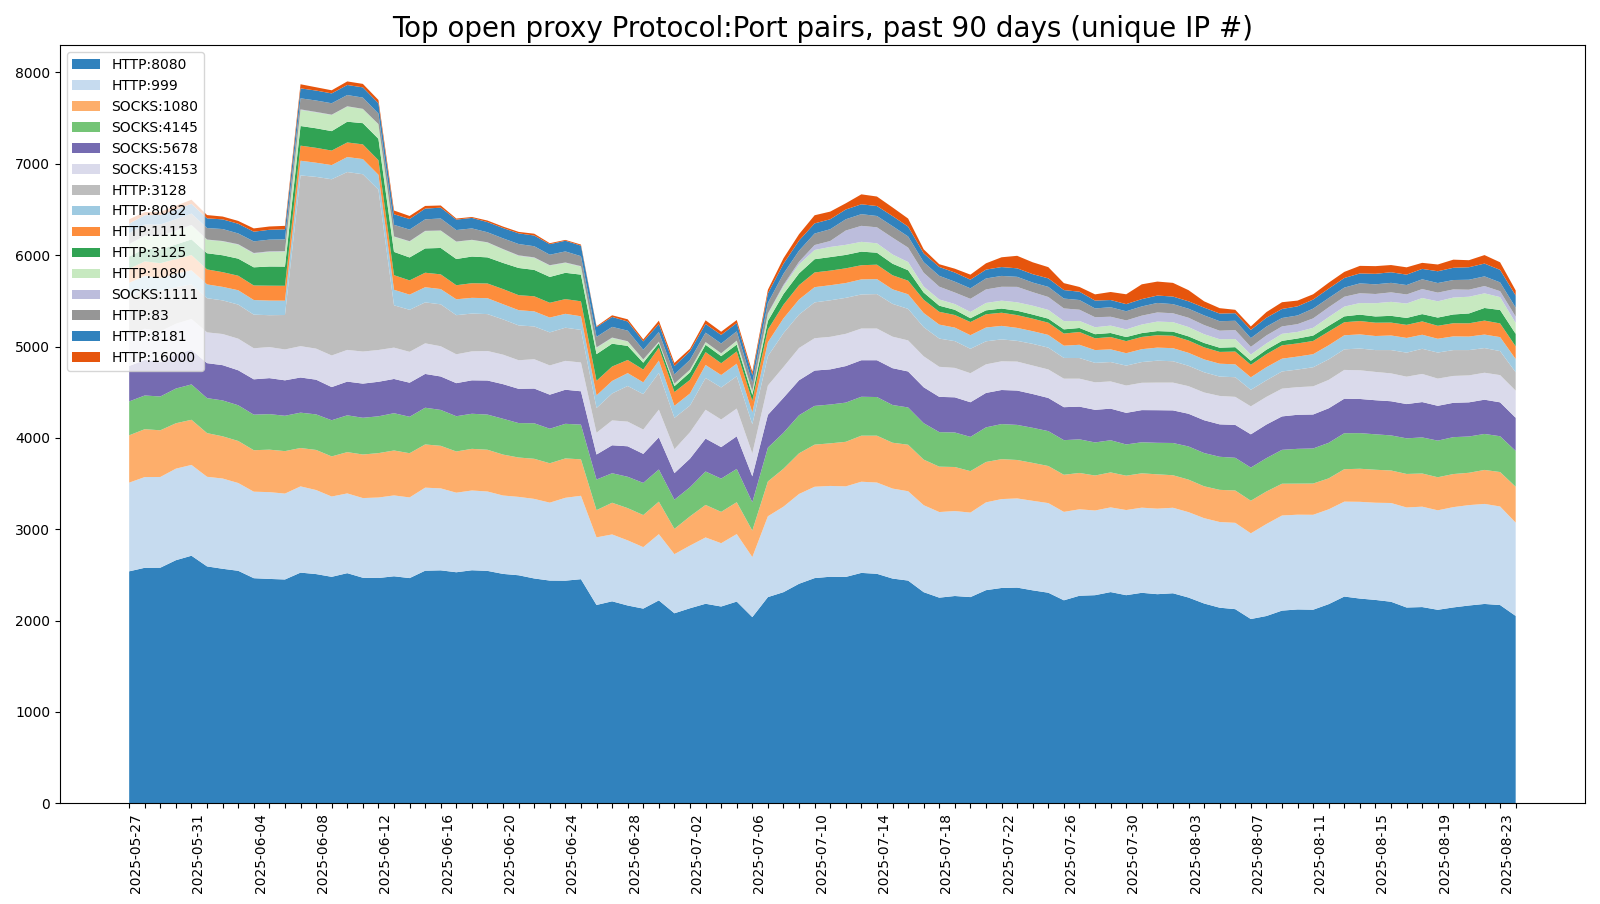 Top open proxy Protocol:Port pairs, past 90 days (unique IP #)
8000
7000
6000
5000
4000
3000
2000
1000
0
HTTP:8080
HTTP:999
SOCKS:1080
SOCKS:4145
SOCKS:5678
SOCKS:4153
HTTP:3128
HTTP:8082
HTTP:1111
HTTP:3125
HTTP:1080
SOCKS:1111
HTTP:83
HTTP:8181
HTTP:16000
2025-05-27
2025-05-31
2025-06-04
2025-06-08
2025-06-12
2025-06-16
2025-06-20
2025-06-24
2025-06-28
2025-07-02
2025-07-06
2025-07-10
2025-07-14
2025-07-18
2025-07-22
2025-07-26
2025-07-30
2025-08-03
2025-08-07
2025-08-11
2025-08-15
2025-08-19
2025-08-23